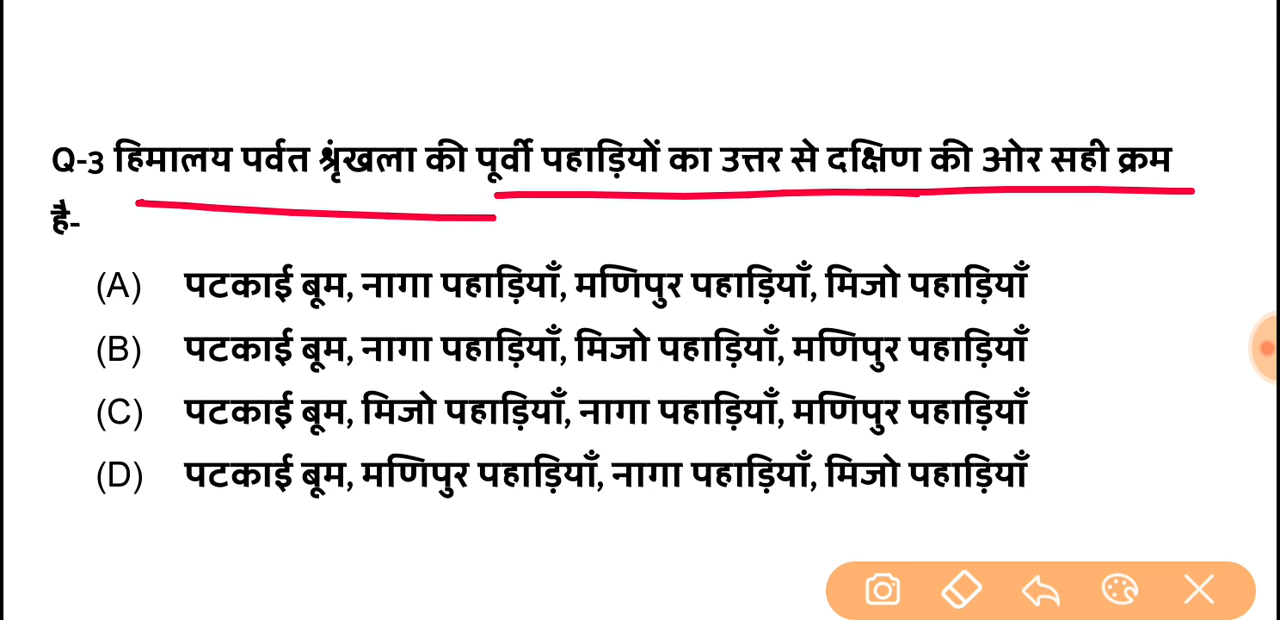 Q-3 हिमालय पर्वत श्रृंखला की पूर्वी पहाड़ियों का उत्तर से दक्षिण की ओर सही क्रम
है-
(A) पटकाई बूम, नागा पहाड़ियाँ, मणिपुर पहाड़ियाँ, मिजो पहाड़ियाँ
(B) पटकाई बूम, नागा पहाड़ियाँ, मिजो पहाड़ियाँ, मणिपुर पहाड़ियाँ
(C) पटकाई बूम, मिजो पहाड़ियाँ, नागा पहाड़ियाँ, मणिपुर पहाड़ियाँ
(D) पटकाई बूम, मणिपुर पहाड़ियाँ, नागा पहाड़ियाँ, मिजो पहाड़ियाँ